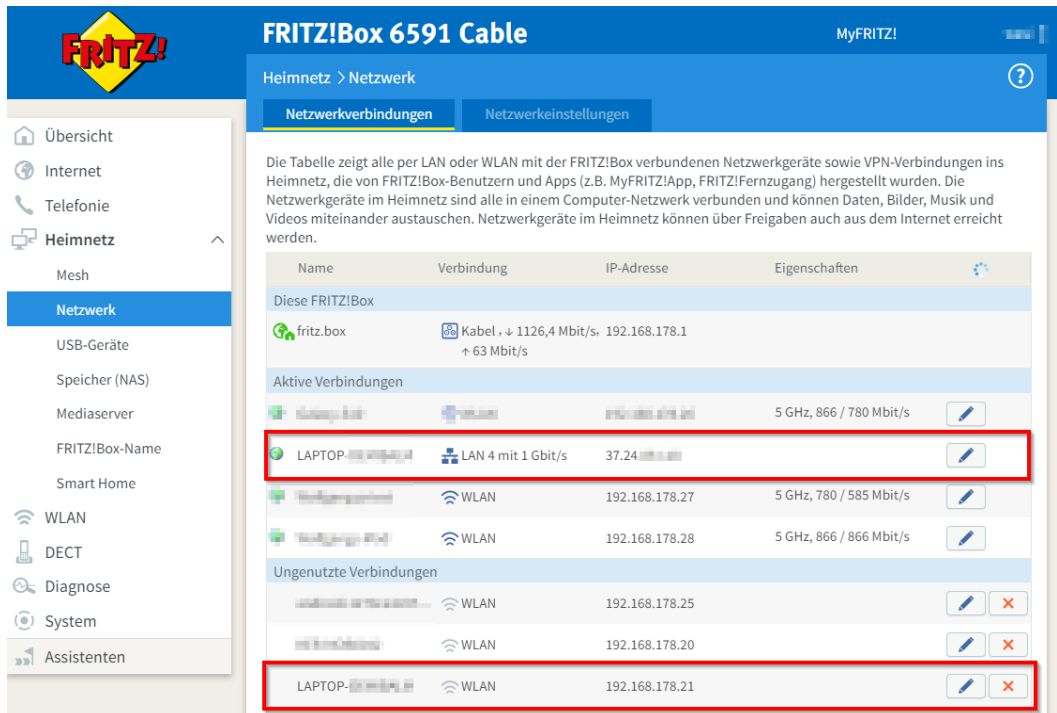 FRITZ!
FRITZ!Box 6591 Cable
MyFRITZ!
Heimnetz > Netzwerk
?
Netzwerkverbindungen
Netzwerkeinstellungen
Übersicht
Internet
Telefonie
Heimnetz
Mesh
Netzwerk
USB-Geräte
Speicher (NAS)
Mediaserver
FRITZ!Box-Name
Smart Home
WLAN
DECT
Diagnose
System
Assistenten
Die Tabelle zeigt alle per LAN oder WLAN mit der FRITZ!Box verbundenen Netzwerkgeräte sowie VPN-Verbindungen ins
Heimnetz, die von FRITZ!Box-Benutzern und Apps (z.B. MyFRITZ!App, FRITZ!Fernzugang) hergestellt wurden. Die
Netzwerkgeräte im Heimnetz sind alle in einem Computer-Netzwerk verbunden und können Daten, Bilder, Musik und
Videos miteinander austauschen. Netzwerkgeräte im Heimnetz können über Freigaben auch aus dem Internet erreicht
werden.
Name Verbindung IP-Adresse Eigenschaften
Diese FRITZ!Box
fritz.box Kabel , ↓ 1126,4 Mbit/s, 192.168.178.1
↑ 63 Mbit/s
Aktive Verbindungen
5 GHz, 866 / 780 Mbit/s
LAPTOP- LAN 4 mit 1 Gbit/s 37.24.
WLAN 192.168.178.27 5 GHz, 780 / 585 Mbit/s
WLAN 192.168.178.28 5 GHz, 866 / 866 Mbit/s
Ungenutzte Verbindungen
WLAN 192.168.178.25
WLAN 192.168.178.20
LAPTOP- WLAN 192.168.178.21